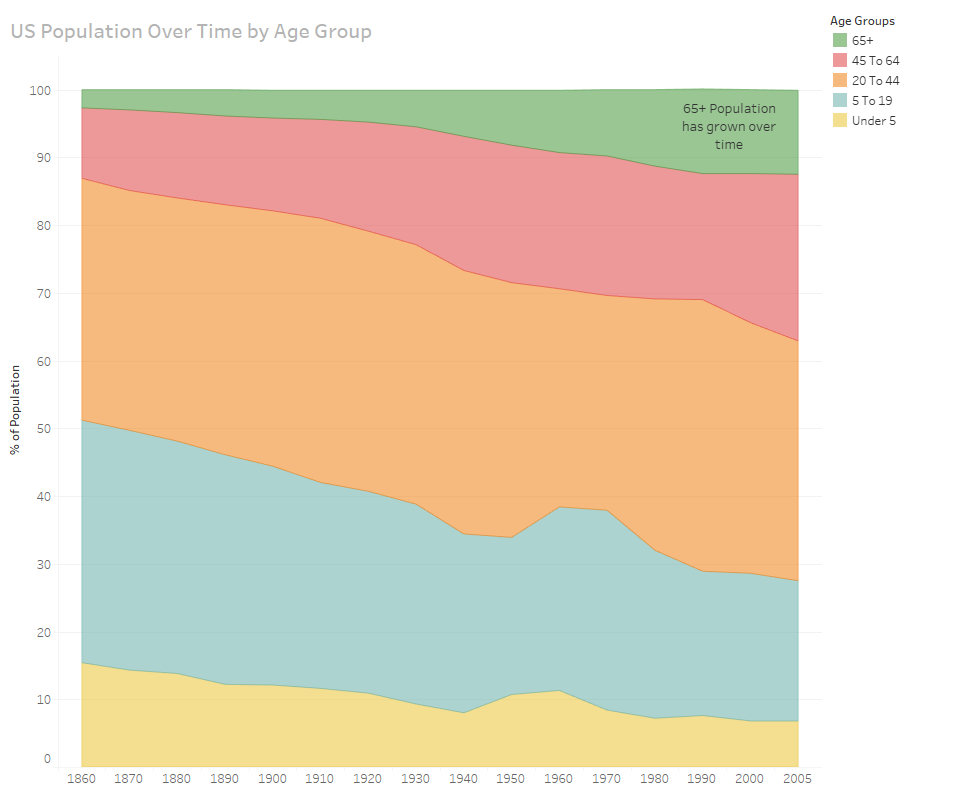 US Population Over Time by Age Group
Age Groups
65+
45 To 64
20 To 44
5 To 19
Under 5
65+ Population
has grown over
time
% of Population
100
90
80
70
60
50
40
30
20
10
0
1860 1870 1880 1890 1900 1910 1920 1930 1940 1950 1960 1970 1980 1990 2000 2005